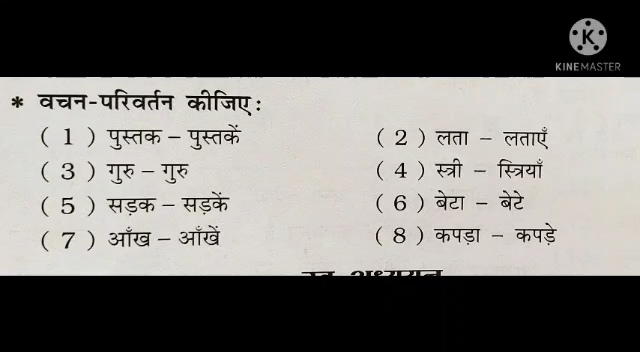 KINEMASTER
* वचन-परिवर्तन कीजिए :
( 1 ) पुस्तक – पुस्तकें ( 2 ) लता – लताएँ
( 3 ) गुरु – गुरु ( 4 ) स्त्री – स्त्रियाँ
( 5 ) सड़क – सड़कें ( 6 ) बेटा – बेटे
( 7 ) आँख – आँखें ( 8 ) कपड़ा – कपड़े